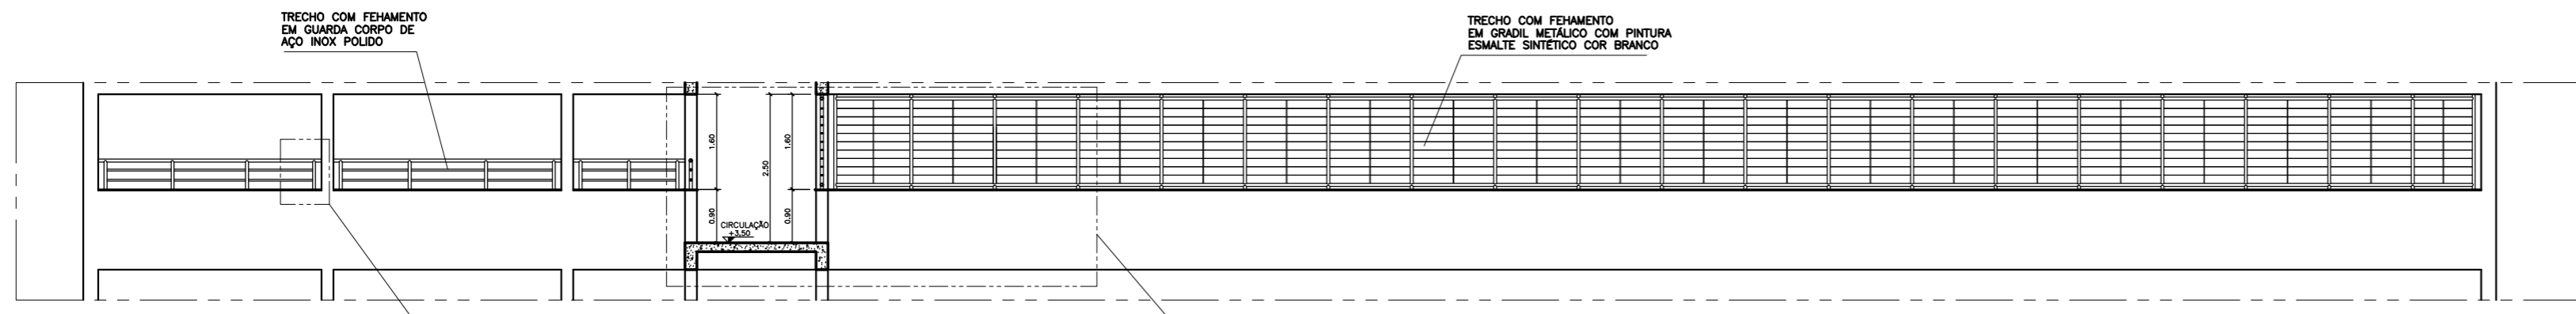 TRECHO COM FEHAMENTO
EM GUARDA CORPO DE
AÇO INOX POLIDO
TRECHO COM FEHAMENTO
EM GRADIL METÁLICO COM PINTURA
ESMALTE SINTÉTICO COR BRANCO
1.60
2.50
1.60
0.90
0.90
CIRCULAÇÃO
+3,50